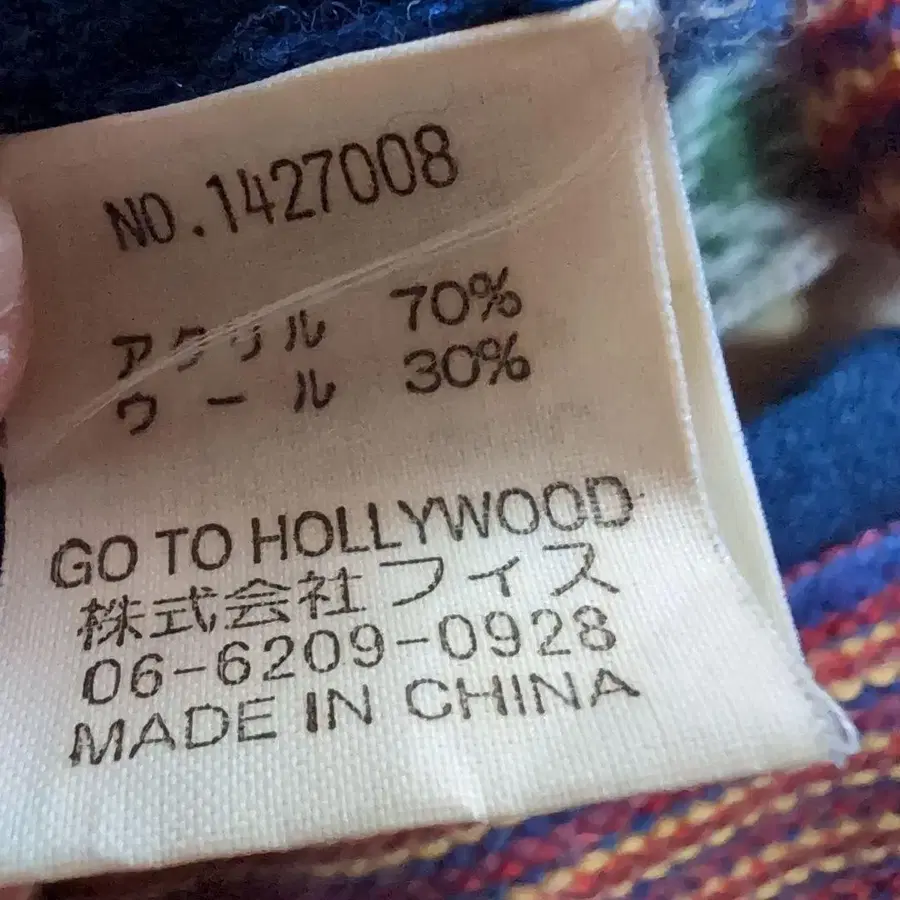 NO.1427008
アクリル 70%
ウール 30%
GO TO HOLLYWOOD
株式会社フィス
06-6209-0928
MADE IN CHINA